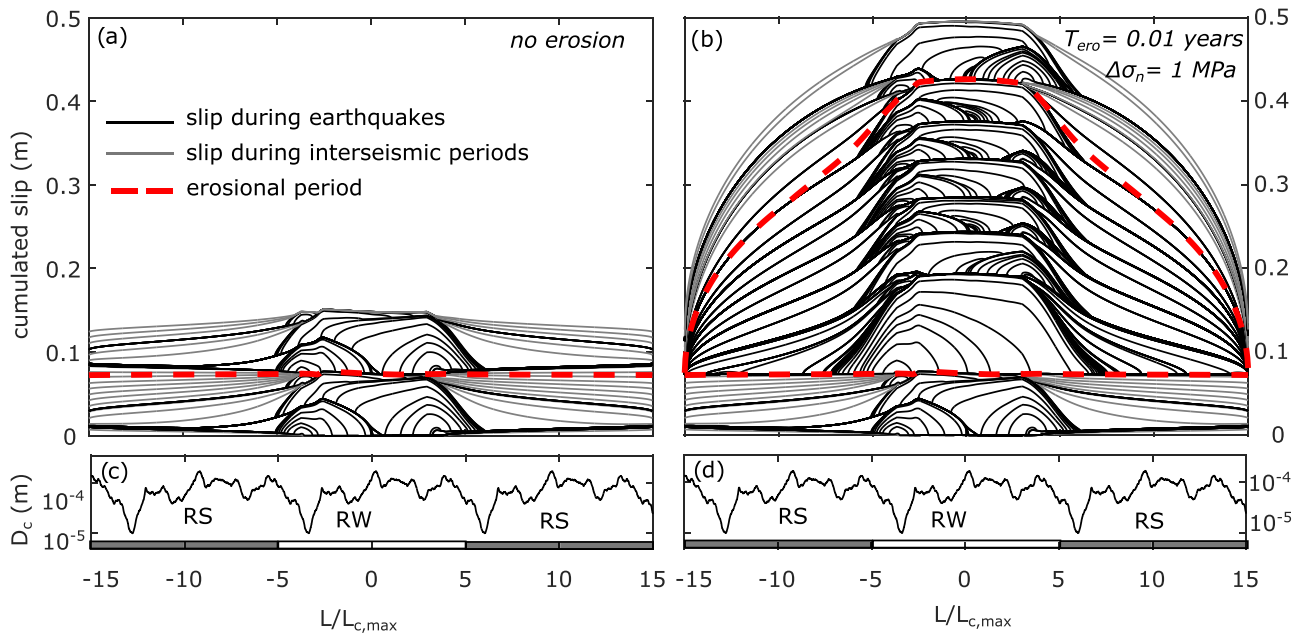 (a)
no erosion
slip during earthquakes
slip during interseismic periods
erosional period
cumulated slip (m)
0.5
0.4
0.3
0.2
0.1
0
(b)
T_ero = 0.01 years
Δσ_n = 1 MPa
0.5
0.4
0.3
0.2
0.1
0
(c)
D_c (m)
10^-4
10^-5
RS
RW
RS
-15
-10
-5
0
5
10
15
L/L_c,max
(d)
RS
RW
RS
10^-4
10^-5
-15
-10
-5
0
5
10
15
L/L_c,max